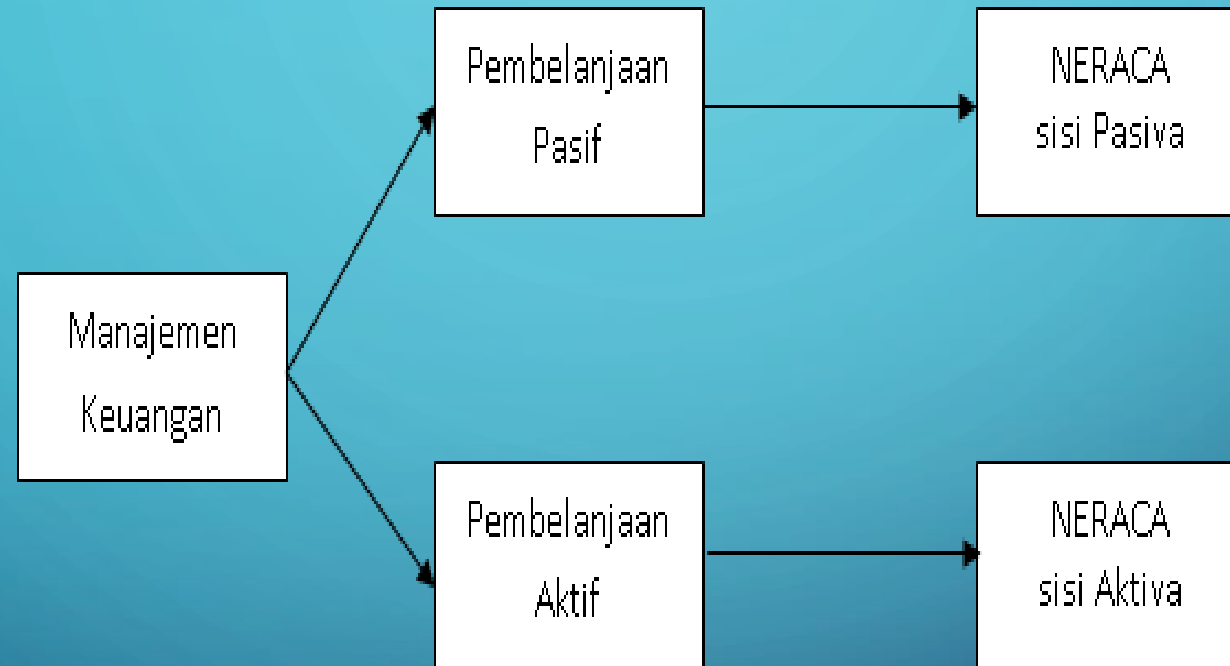 Pembelanjaan
Pasif
NERACA
sisi Pasiva
Manajemen
Keuangan
Pembelanjaan
Aktif
NERACA
sisi Aktiva